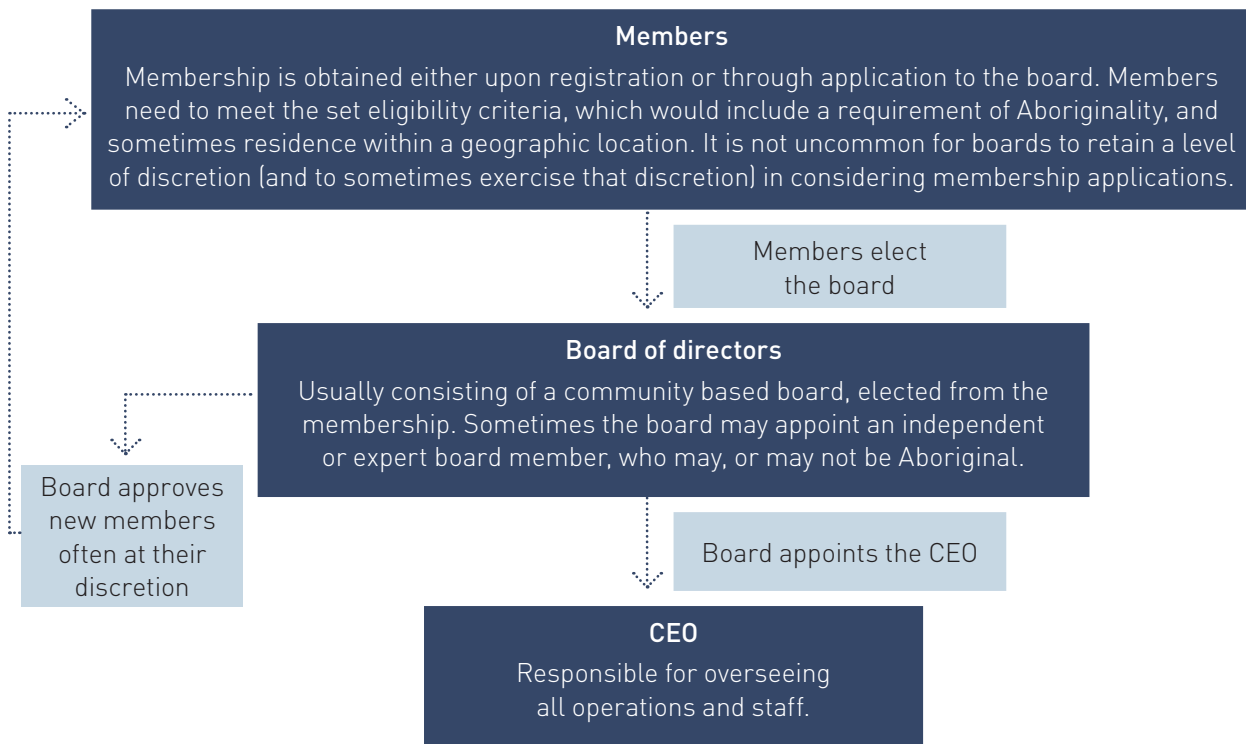 Members
Membership is obtained either upon registration or through application to the board. Members
need to meet the set eligibility criteria, which would include a requirement of Aboriginality, and
sometimes residence within a geographic location. It is not uncommon for boards to retain a level
of discretion (and to sometimes exercise that discretion) in considering membership applications.
Members elect
the board
Board of directors
Usually consisting of a community based board, elected from the
membership. Sometimes the board may appoint an independent
or expert board member, who may, or may not be Aboriginal.
Board approves
new members
often at their
discretion
Board appoints the CEO
CEO
Responsible for overseeing
all operations and staff.